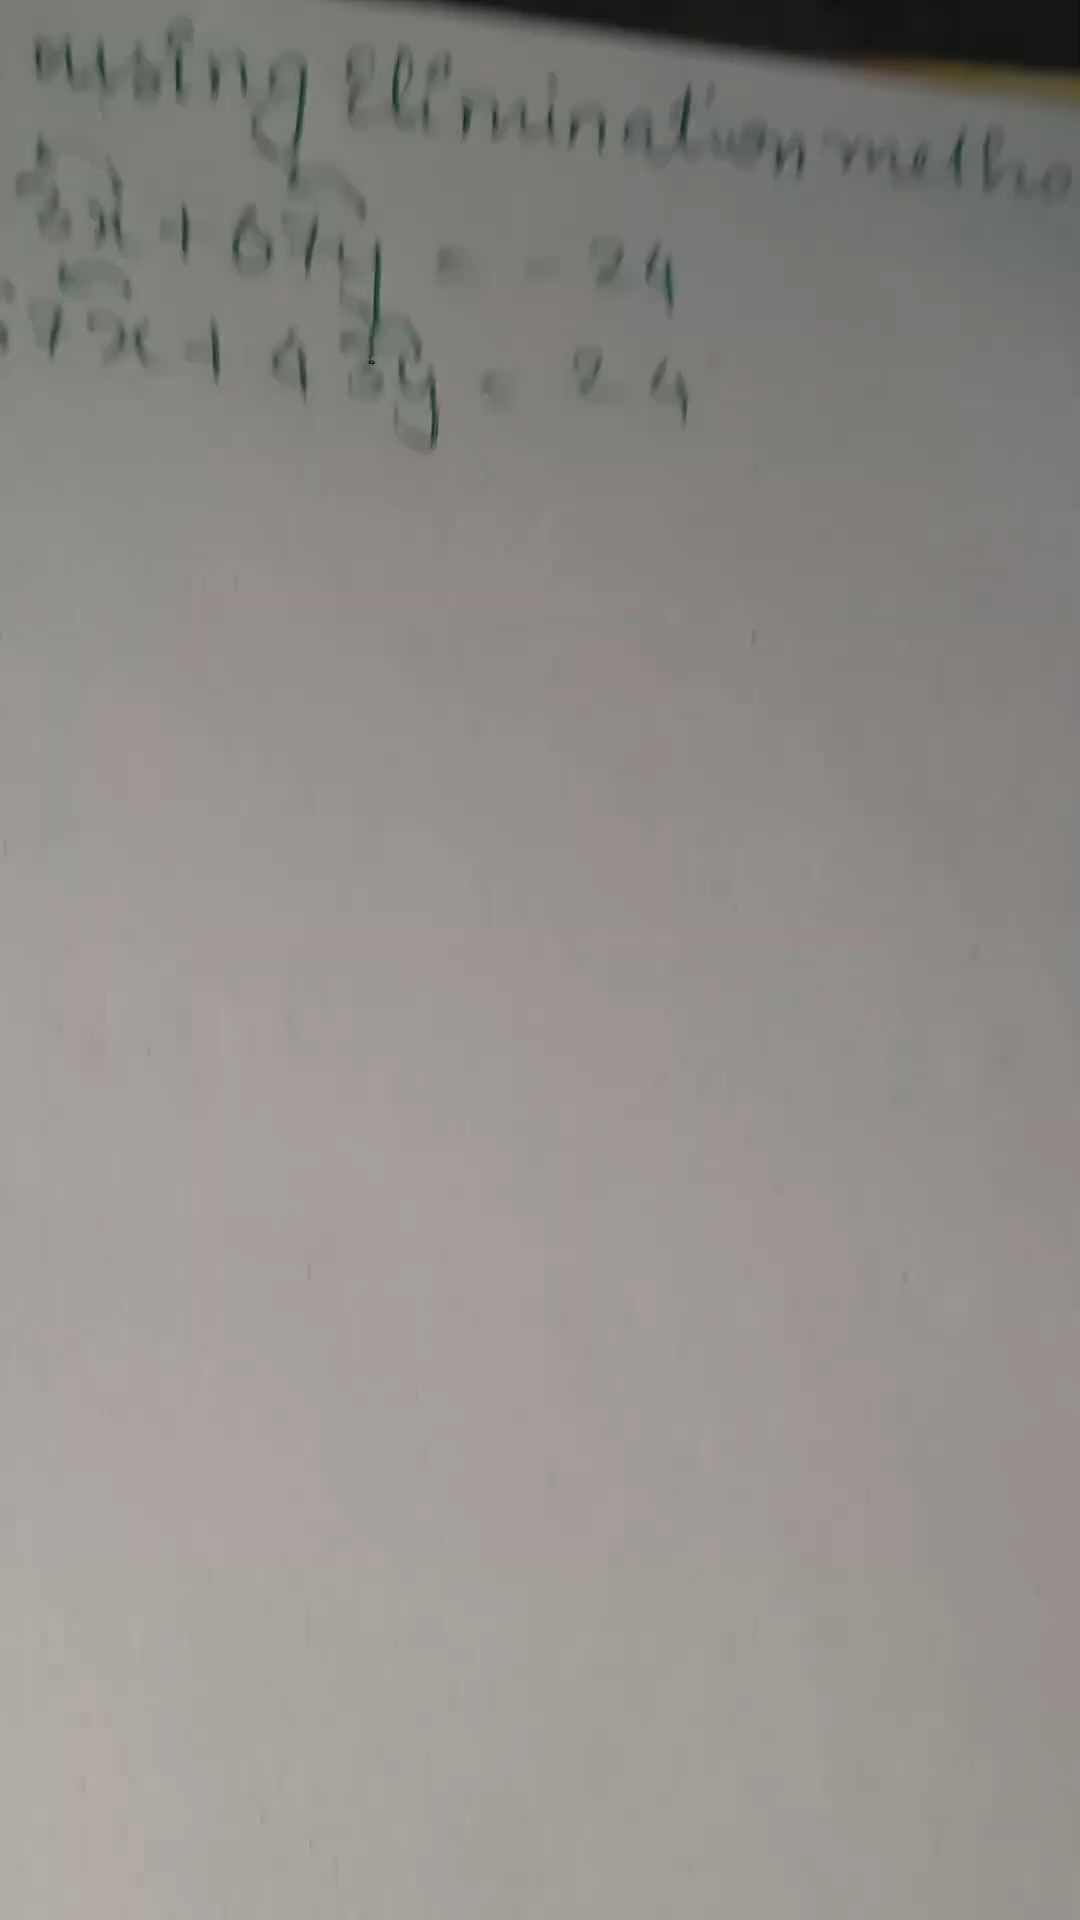 using Elimination metho
3x + 67y = - 24
67x + 43y = 24